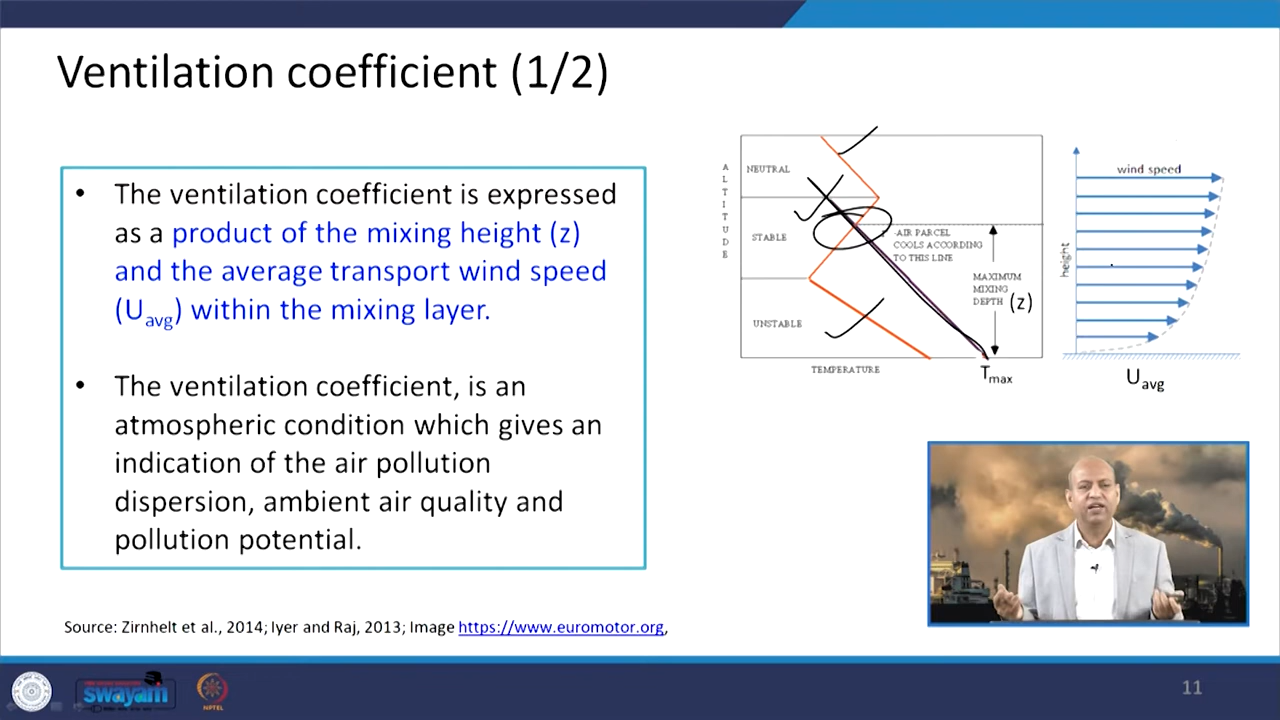 Ventilation coefficient (1/2)
• The ventilation coefficient is expressed
as a product of the mixing height (z)
and the average transport wind speed
(Uavg) within the mixing layer.
• The ventilation coefficient, is an
atmospheric condition which gives an
indication of the air pollution
dispersion, ambient air quality and
pollution potential.
ALTITUDE
NEUTRAL
STABLE
UNSTABLE
-AIR PARCEL
COOLS ACCORDING
TO THIS LINE
MAXIMUM
MIXING
DEPTH (z)
TEMPERATURE
Tmax
wind speed
height
Uavg
Source: Zirnhelt et al., 2014; Iyer and Raj, 2013; Image https://www.euromotor.org,
swayam
NPTEL
11